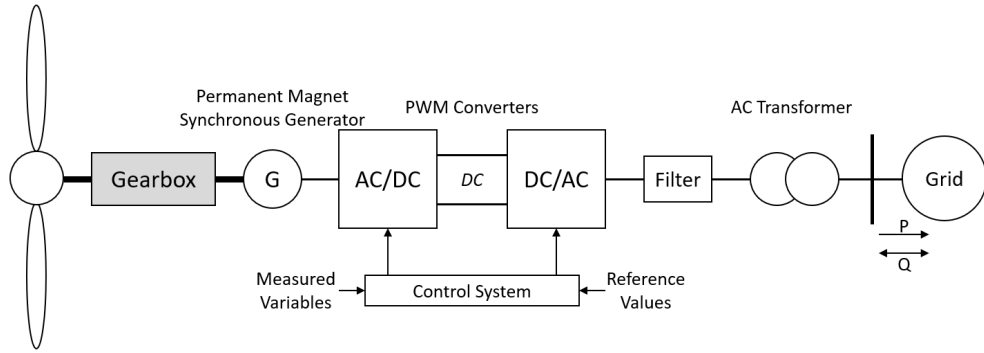 Permanent Magnet
Synchronous Generator
PWM Converters
AC Transformer
Gearbox
G
AC/DC
DC
DC/AC
Filter
Grid
P
Q
Measured
Variables
Control System
Reference
Values